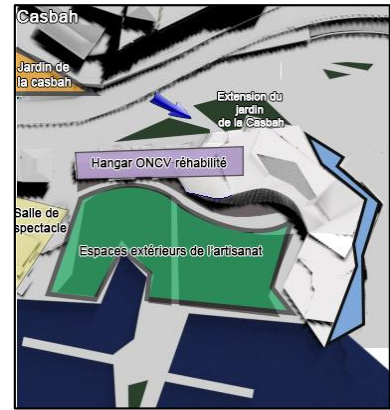 Casbah
Jardin de
la casbah
Extension du
jardin
de la Casbah
Hangar ONCV réhabilité
Salle de
spectacle
Espaces extérieurs de l'artisanat